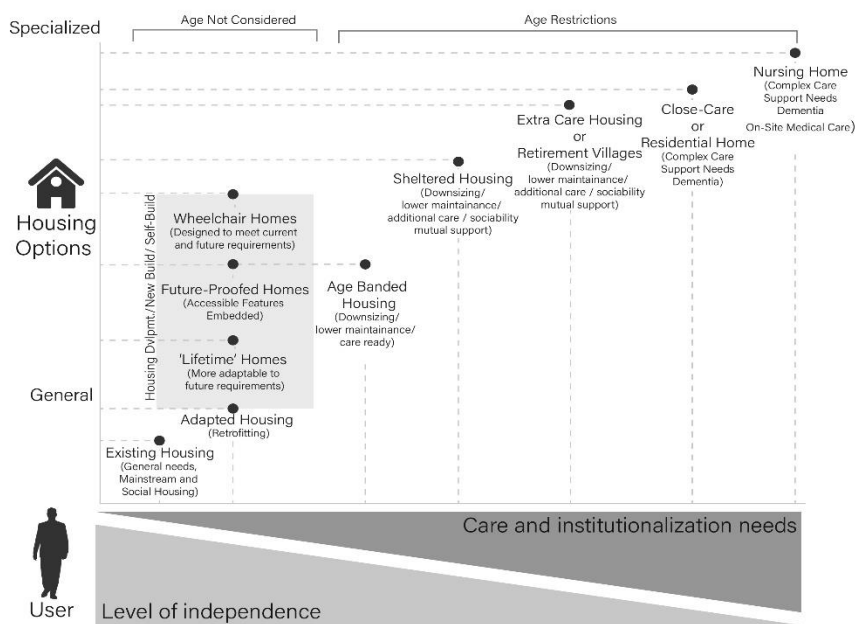 Age Not Considered
Age Restrictions
Specialized
Nursing Home
(Complex Care
Support Needs
Dementia
On-Site Medical Care)
Close-Care
or
Residential Home
(Complex Care
Support Needs
Dementia)
Extra Care Housing
or
Retirement Villages
(Downsizing/
lower maintainance/
additional care / sociability
mutual support)
Sheltered Housing
(Downsizing/
lower maintainance/
additional care / sociability
mutual support)
Housing
Options
Housing Dvlpmt./New Build/ Self-Build
Wheelchair Homes
(Designed to meet current
and future requirements)
Future-Proofed Homes
(Accessible Features
Embedded)
Age Banded
Housing
(Downsizing/
lower maintainance/
care ready)
'Lifetime' Homes
(More adaptable to
future requirements)
General
Adapted Housing
(Retrofitting)
Existing Housing
(General needs,
Mainstream and
Social Housing)
Care and institutionalization needs
User
Level of independence